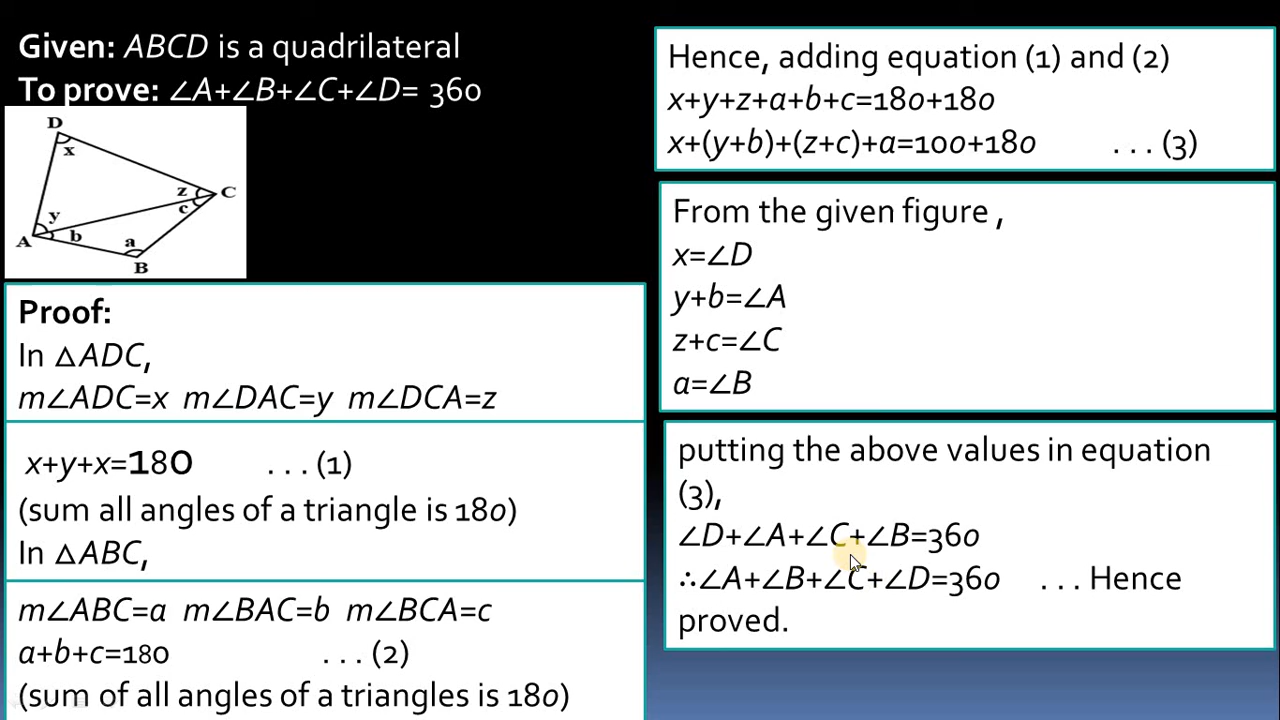 Given: ABCD is a quadrilateral
To prove: ∠A+∠B+∠C+∠D= 360
D
x
z
C
c
y
A
b
a
B
Proof:
In △ADC,
m∠ADC=x m∠DAC=y m∠DCA=z
x+y+x=180 . . . (1)
(sum all angles of a triangle is 180)
In △ABC,
m∠ABC=a m∠BAC=b m∠BCA=c
a+b+c=180 . . . (2)
(sum of all angles of a triangles is 180)
Hence, adding equation (1) and (2)
x+y+z+a+b+c=180+180
x+(y+b)+(z+c)+a=100+180 . . . (3)
From the given figure ,
x=∠D
y+b=∠A
z+c=∠C
a=∠B
putting the above values in equation
(3),
∠D+∠A+∠C+∠B=360
∴∠A+∠B+∠C+∠D=360 . . . Hence
proved.